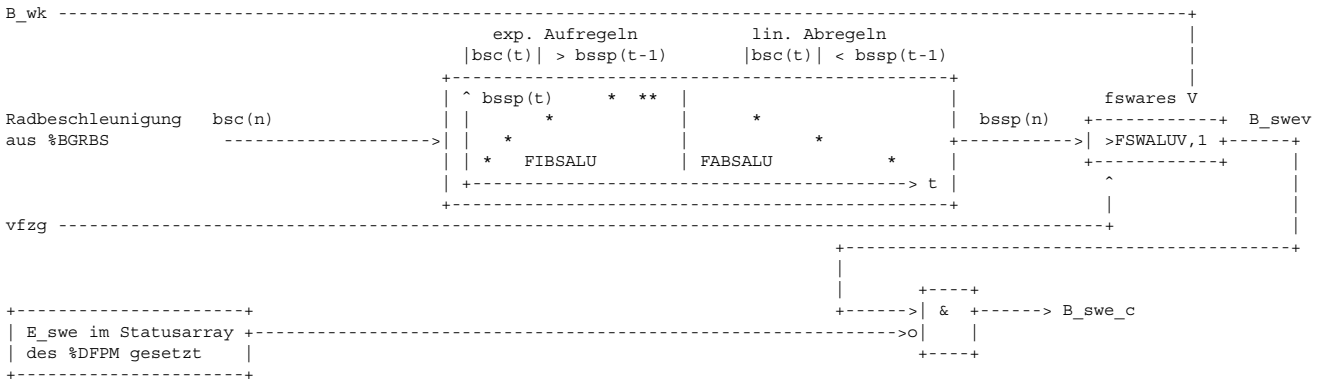 B_wk
exp. Aufregeln lin. Abregeln
|bsc(t)| > bssp(t-1) |bsc(t)| < bssp(t-1)
^ bssp(t) * ** fswares V
Radbeschleunigung bsc(n) * * bssp(n) B_swev
aus %BGRBS * * >FSWALUV,1
* FIBSALU FABSALU *
> t
vfzg
& B_swe_c
E_swe im Statusarray >o
des %DFPM gesetzt